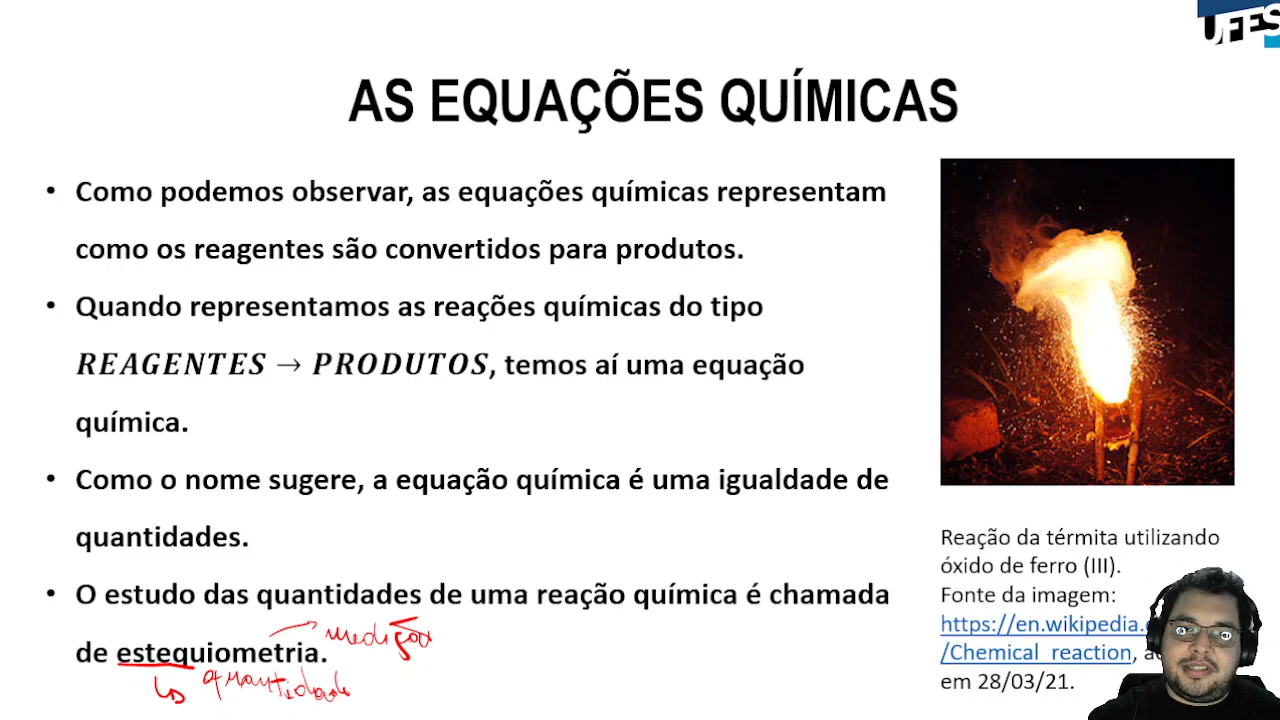 UFES
AS EQUAÇÕES QUÍMICAS
• Como podemos observar, as equações químicas representam
como os reagentes são convertidos para produtos.
• Quando representamos as reações químicas do tipo
REAGENTES → PRODUTOS, temos aí uma equação
química.
• Como o nome sugere, a equação química é uma igualdade de
quantidades.
• O estudo das quantidades de uma reação química é chamada
de estequiometria.
medição
quantidade
Reação da térmita utilizando
óxido de ferro (III).
Fonte da imagem:
https://en.wikipedia.
/Chemical_reaction,
em 28/03/21.